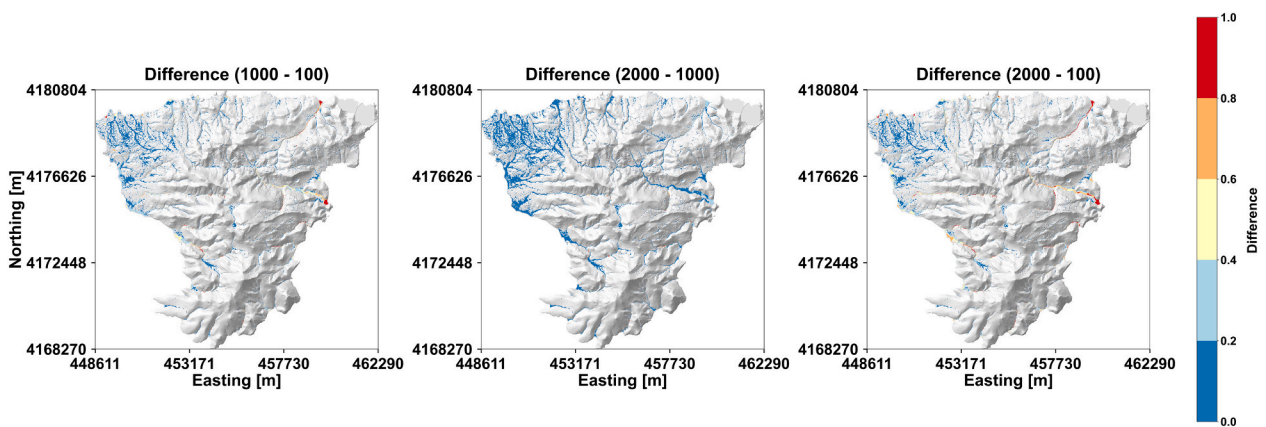 Difference (1000 - 100)
Difference (2000 - 1000)
Difference (2000 - 100)
4180804
4176626
4172448
4168270
Northing [m]
448611 453171 457730 462290
Easting [m]
4180804
4176626
4172448
4168270
448611 453171 457730 462290
Easting [m]
4180804
4176626
4172448
4168270
448611 453171 457730 462290
Easting [m]
1.0
0.8
0.6
0.4
0.2
0.0
Difference